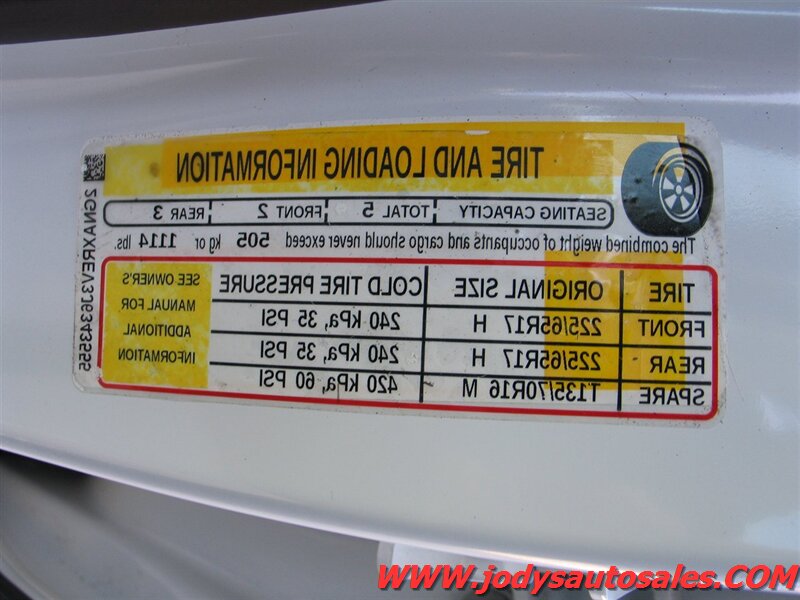 TIRE AND LOADING INFORMATION
SEATING CAPACITY TOTAL 5 FRONT 2 REAR 3
The combined weight of occupants and cargo should never exceed 505 kg or 1114 lbs.
TIRE ORIGINAL SIZE COLD TIRE PRESSURE
FRONT 225/65R17 H 240 kPa, 35 PSI
REAR 225/65R17 H 240 kPa, 35 PSI
SPARE T135/70R16 M 420 kPa, 60 PSI
SEE OWNER'S
MANUAL FOR
ADDITIONAL
INFORMATION
2GNAXREV3J6343555
www.jodysautosales.COM